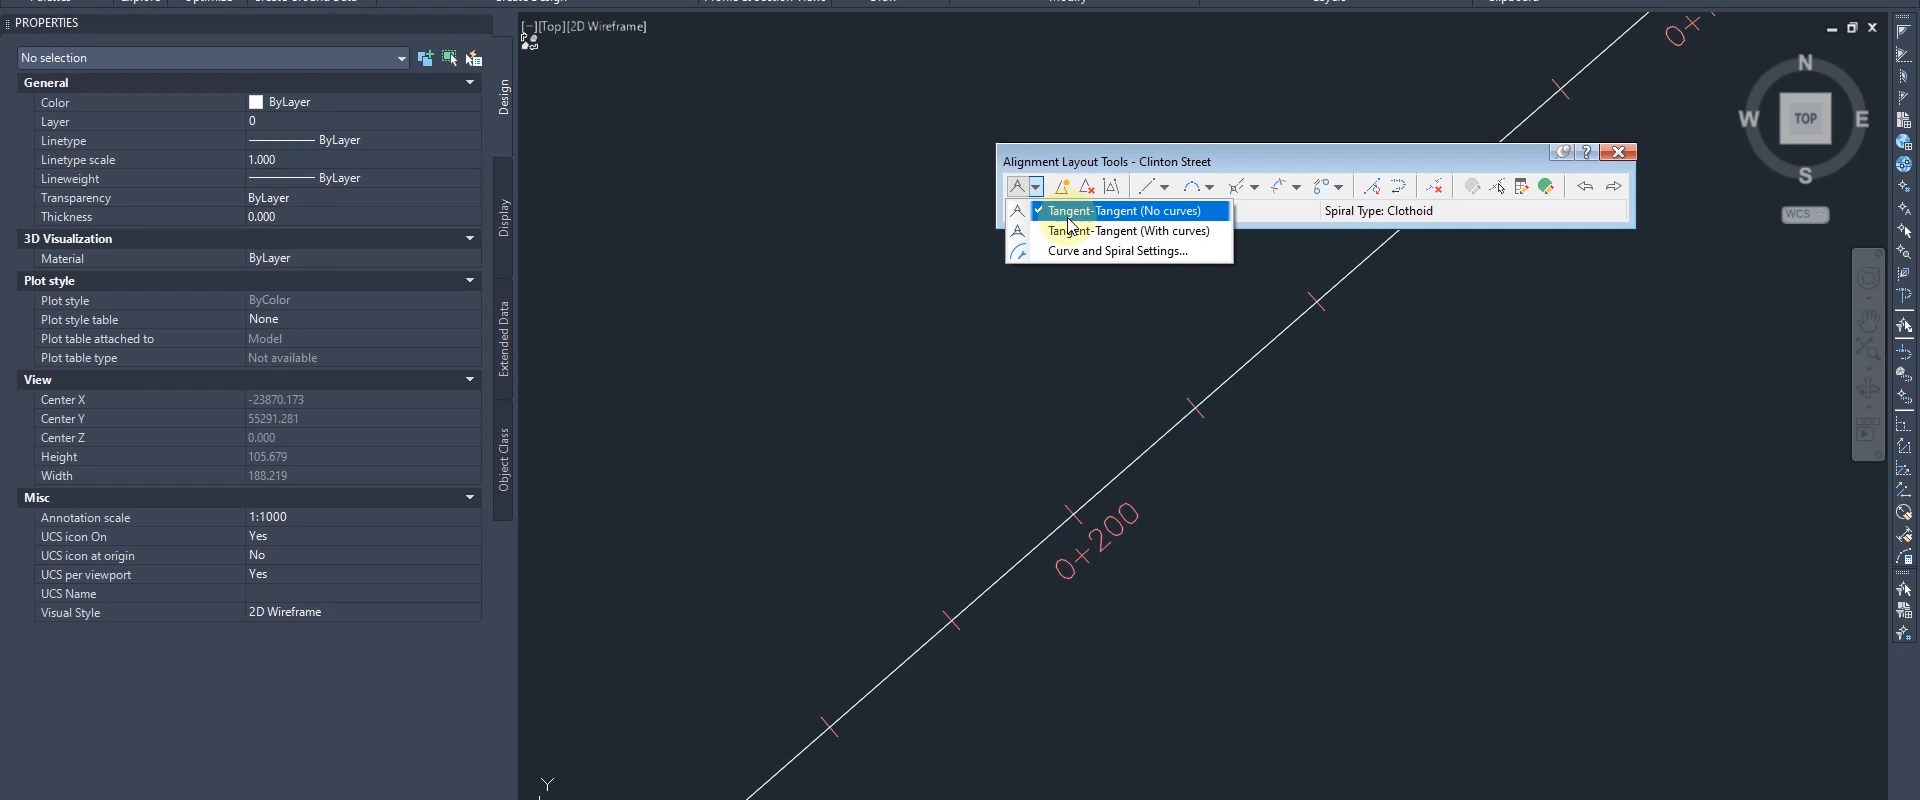 PROPERTIES
No selection
General
Color ByLayer
Layer 0
Linetype ByLayer
Linetype scale 1.000
Lineweight ByLayer
Transparency ByLayer
Thickness 0.000
3D Visualization
Material ByLayer
Plot style
Plot style ByColor
Plot style table None
Plot table attached to Model
Plot table type Not available
View
Center X -23870.173
Center Y 55291.281
Center Z 0.000
Height 105.679
Width 188.219
Misc
Annotation scale 1:1000
UCS icon On Yes
UCS icon at origin No
UCS per viewport Yes
UCS Name
Visual Style 2D Wireframe
Design
Display
Extended Data
Object Class
[−][Top][2D Wireframe]
Alignment Layout Tools - Clinton Street
Tangent-Tangent (No curves)
Tangent-Tangent (With curves)
Curve and Spiral Settings...
Spiral Type: Clothoid
0+200
Y
N
W TOP E
S
WCS